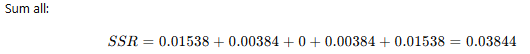 Sum all:
SSR = 0.01538 + 0.00384 + 0 + 0.00384 + 0.01538 = 0.03844